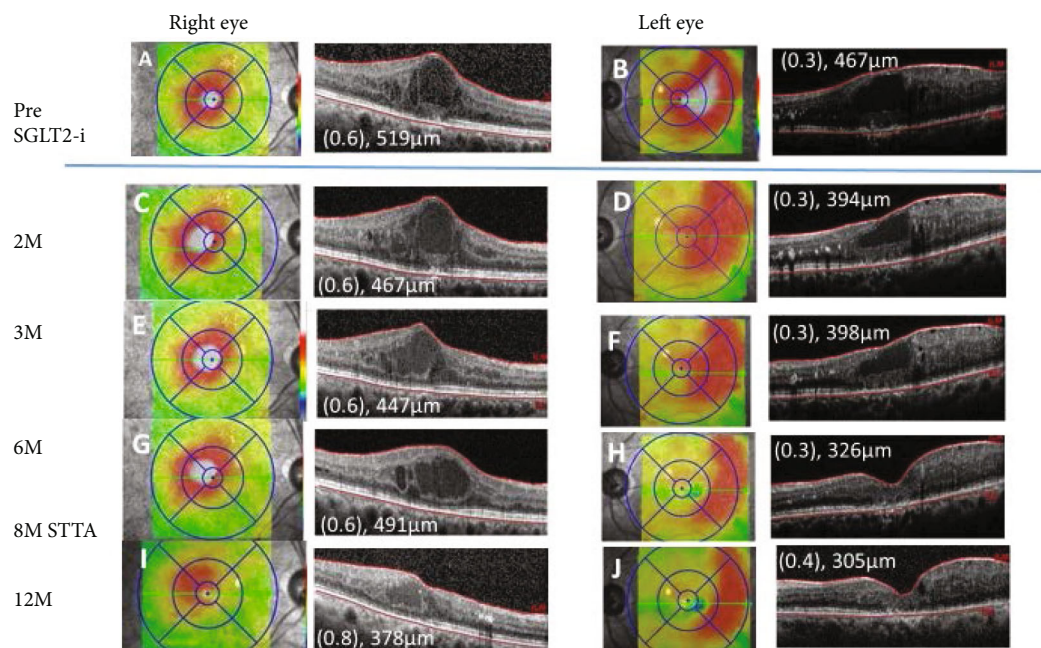 Right eye
Left eye
Pre
SGLT2-i
A
(0.6), 519μm
B
(0.3), 467μm
2M
C
(0.6), 467μm
D
(0.3), 394μm
3M
E
(0.6), 447μm
F
(0.3), 398μm
6M
G
(0.6), 491μm
H
(0.3), 326μm
8M STTA
12M
I
(0.8), 378μm
J
(0.4), 305μm